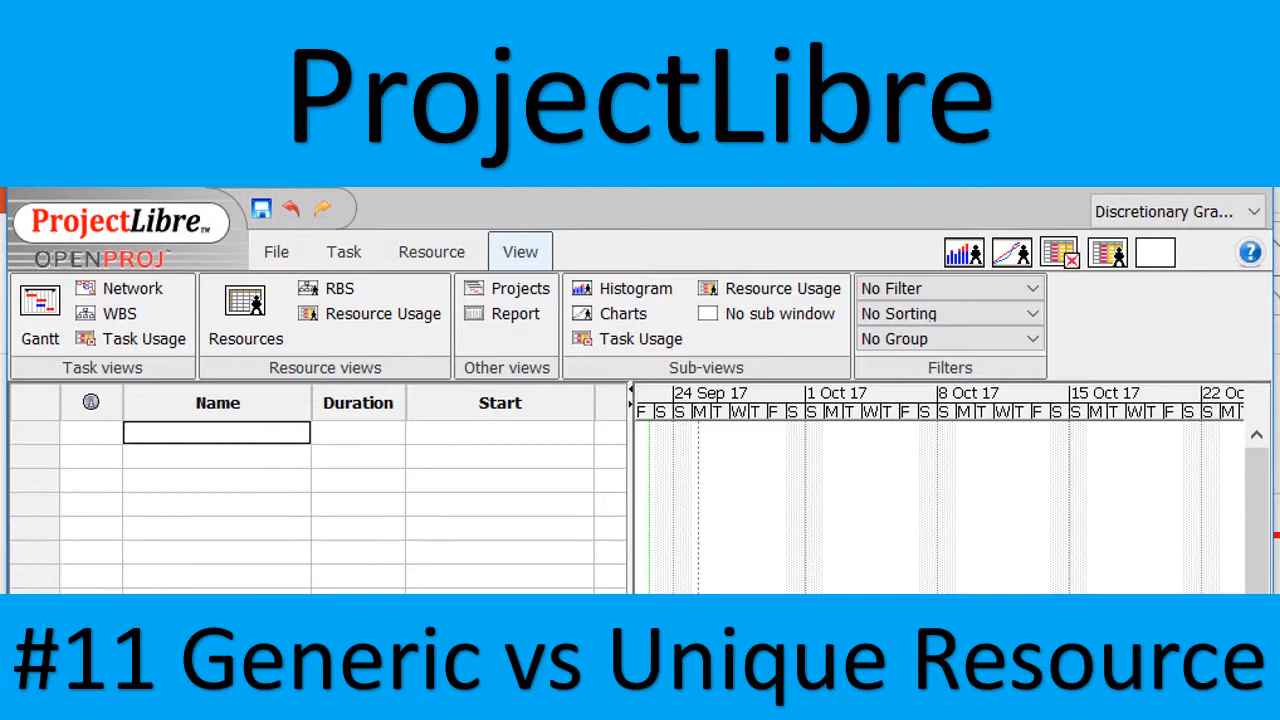 ProjectLibre
ProjectLibre™
OPENPROJ
Discretionary Gra...
File Task Resource View
?
Gantt
Network
WBS
Task Usage
Task views
Resources
RBS
Resource Usage
Resource views
Projects
Report
Other views
Histogram
Charts
Task Usage
Resource Usage
No sub window
Sub-views
No Filter
No Sorting
No Group
Filters
Name Duration Start
24 Sep 17 1 Oct 17 8 Oct 17 15 Oct 17 22 Oc
F S S M T W T F S S M T W T F S S M T W T F S S M T W T F S S M T
#11 Generic vs Unique Resource